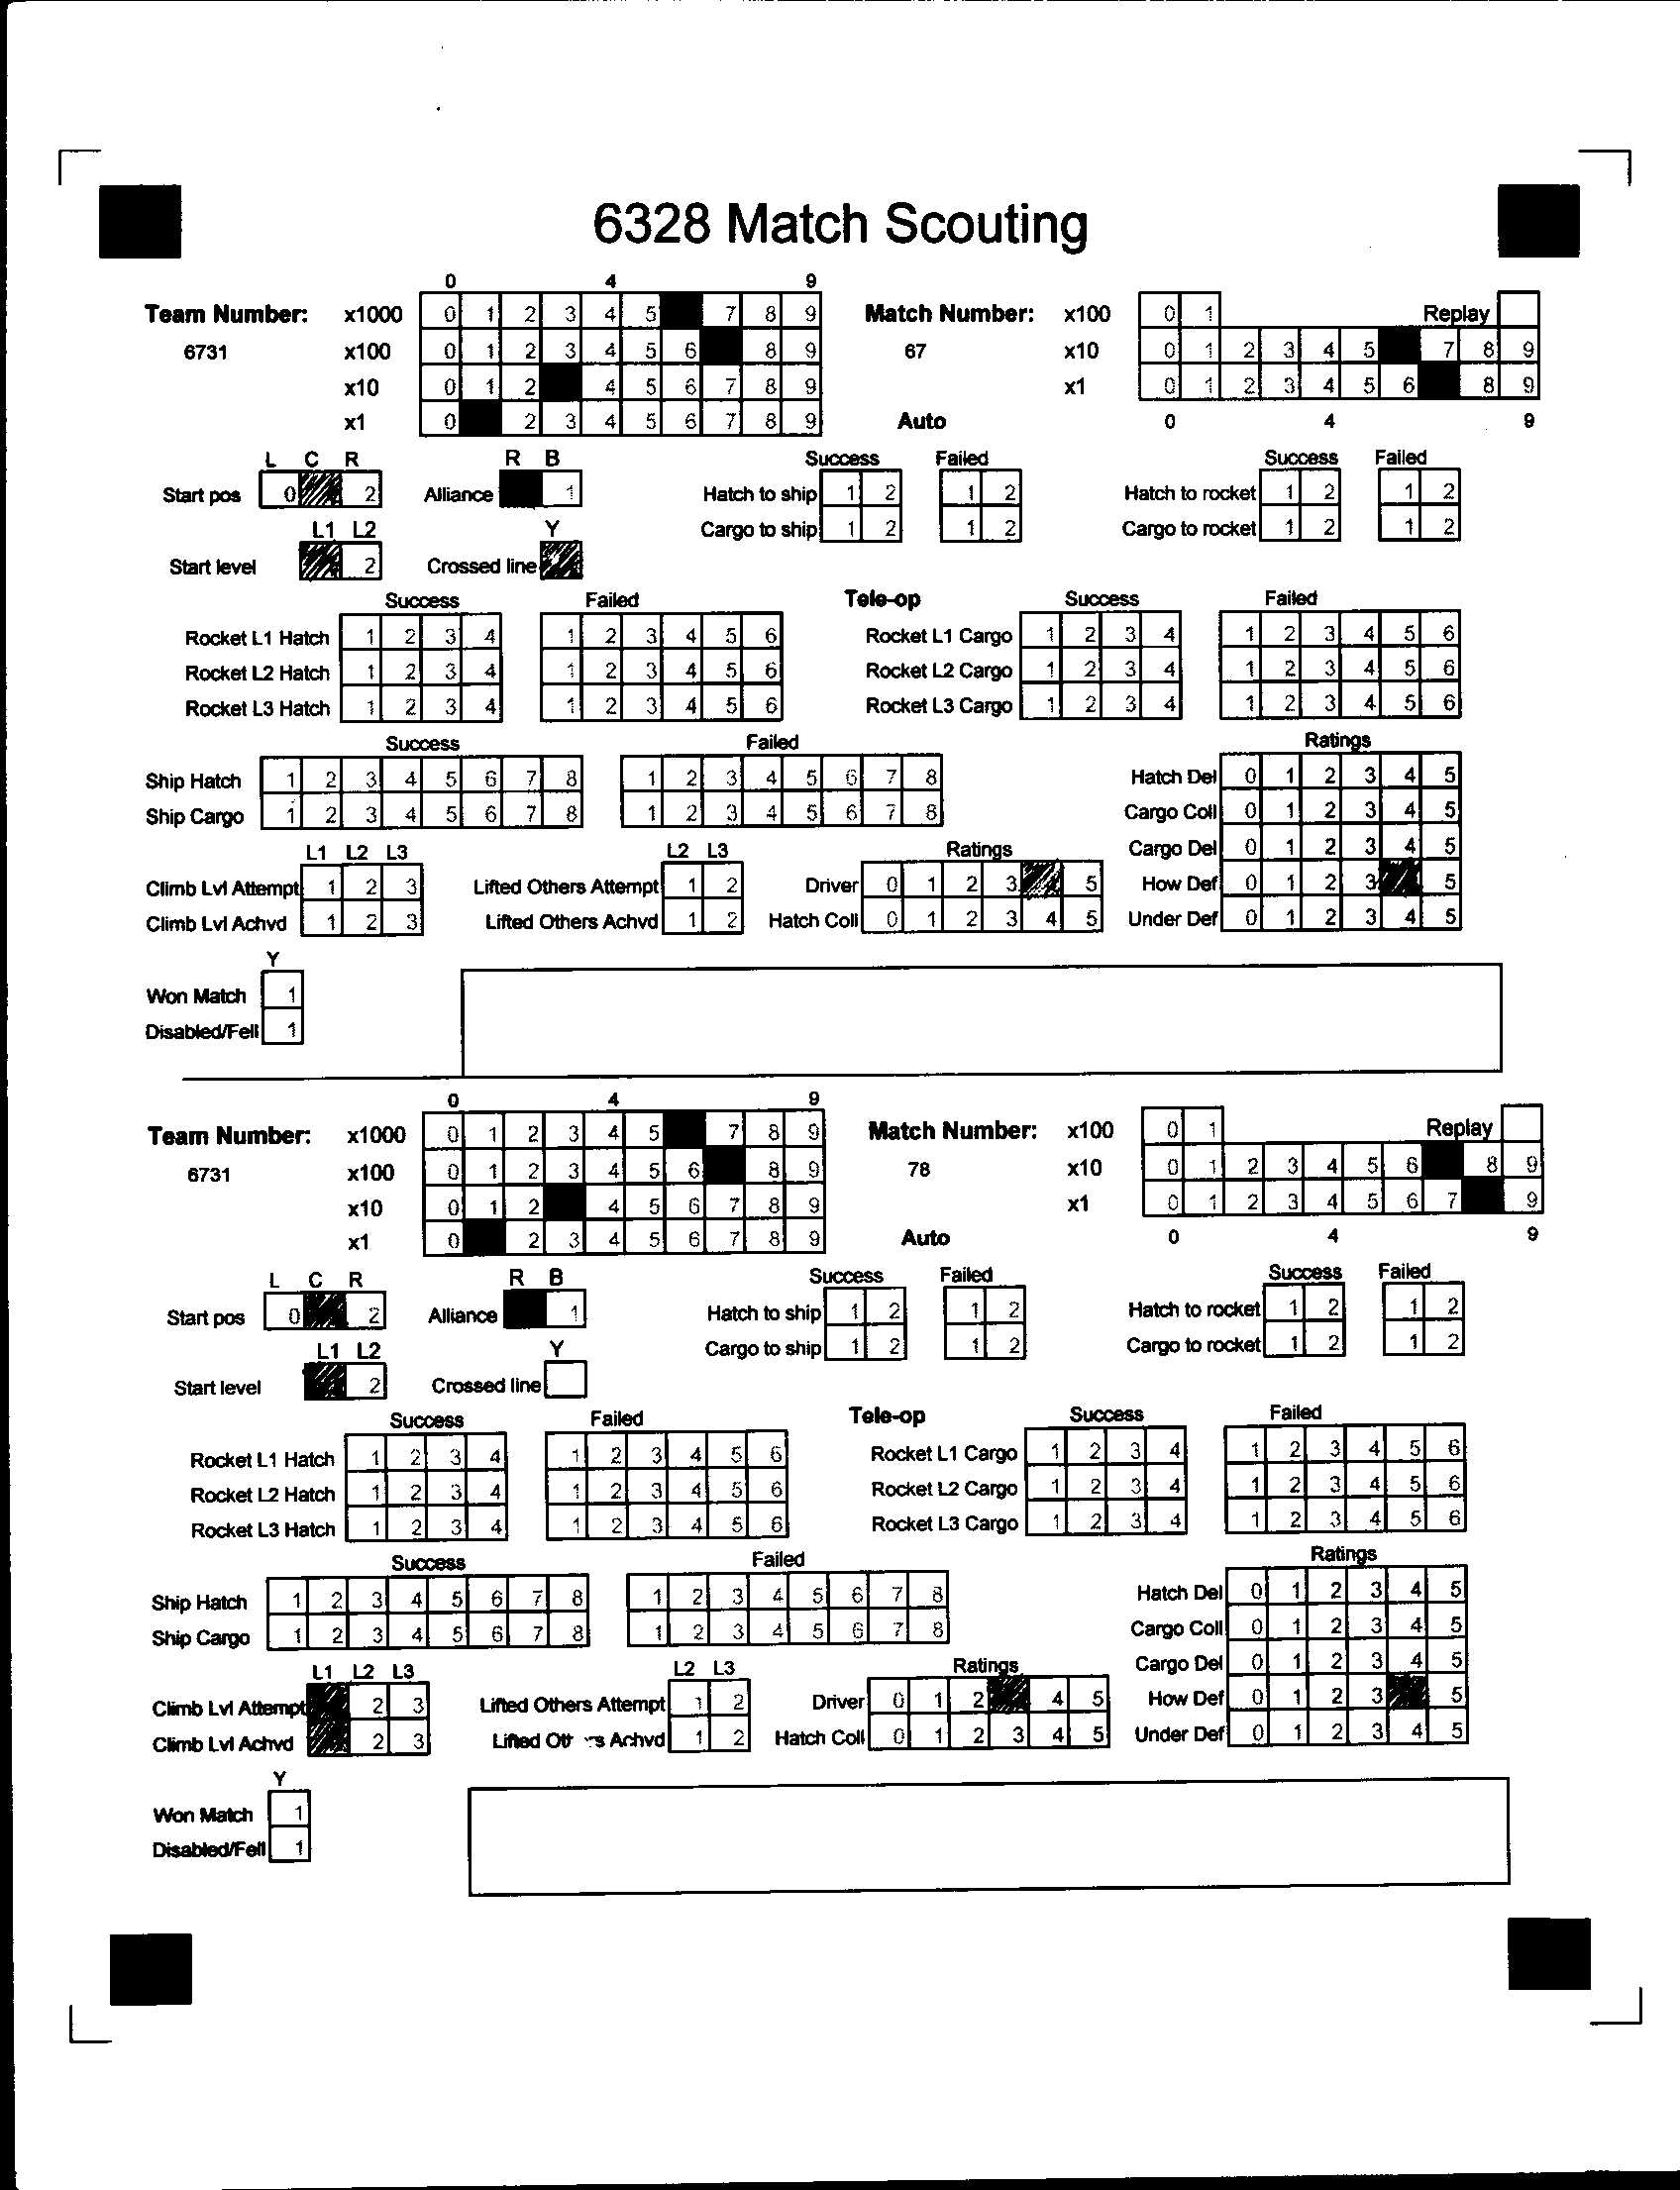 6328 Match Scouting
0 4 9
Team Number: x1000 0 1 2 3 4 5 7 8 9 Match Number: x100 0 1 Replay
6731 x100 0 1 2 3 4 5 6 8 9 67 x10 0 1 2 3 4 5 7 8 9
x10 0 1 2 4 5 6 7 8 9 x1 0 1 2 3 4 5 6 8 9
x1 0 2 3 4 5 6 7 8 9 Auto 0 4 9
L C R R B Success Failed Success Failed
Start pos 0 2 Alliance 1 Hatch to ship 1 2 1 2 Hatch to rocket 1 2 1 2
L1 L2 Y Cargo to ship 1 2 1 2 Cargo to rocket 1 2 1 2
Start level 2 Crossed line
Success Failed Tele-op Success Failed
Rocket L1 Hatch 1 2 3 4 1 2 3 4 5 6 Rocket L1 Cargo 1 2 3 4 1 2 3 4 5 6
Rocket L2 Hatch 1 2 3 4 1 2 3 4 5 6 Rocket L2 Cargo 1 2 3 4 1 2 3 4 5 6
Rocket L3 Hatch 1 2 3 4 1 2 3 4 5 6 Rocket L3 Cargo 1 2 3 4 1 2 3 4 5 6
Success Failed Ratings
Ship Hatch 1 2 3 4 5 6 7 8 1 2 3 4 5 6 7 8 Hatch Del 0 1 2 3 4 5
Ship Cargo 1 2 3 4 5 6 7 8 1 2 3 4 5 6 7 8 Cargo Coll 0 1 2 3 4 5
L1 L2 L3 L2 L3 Ratings Cargo Del 0 1 2 3 4 5
Climb Lvl Attempt 1 2 3 Lifted Others Attempt 1 2 Driver 0 1 2 3 5 How Def 0 1 2 3 5
Climb Lvl Achvd 1 2 3 Lifted Others Achvd 1 2 Hatch Coll 0 1 2 3 4 5 Under Def 0 1 2 3 4 5
Y
Won Match 1
Disabled/Fell 1
0 4 9
Team Number: x1000 0 1 2 3 4 5 7 8 9 Match Number: x100 0 1 Replay
6731 x100 0 1 2 3 4 5 6 8 9 78 x10 0 1 2 3 4 5 6 8 9
x10 0 1 2 4 5 6 7 8 9 x1 0 1 2 3 4 5 6 7 9
x1 0 2 3 4 5 6 7 8 9 Auto 0 4 9
L C R R B Success Failed Success Failed
Start pos 0 2 Alliance 1 Hatch to ship 1 2 1 2 Hatch to rocket 1 2 1 2
L1 L2 Y Cargo to ship 1 2 1 2 Cargo to rocket 1 2 1 2
Start level 2 Crossed line
Success Failed Tele-op Success Failed
Rocket L1 Hatch 1 2 3 4 1 2 3 4 5 6 Rocket L1 Cargo 1 2 3 4 1 2 3 4 5 6
Rocket L2 Hatch 1 2 3 4 1 2 3 4 5 6 Rocket L2 Cargo 1 2 3 4 1 2 3 4 5 6
Rocket L3 Hatch 1 2 3 4 1 2 3 4 5 6 Rocket L3 Cargo 1 2 3 4 1 2 3 4 5 6
Success Failed Ratings
Ship Hatch 1 2 3 4 5 6 7 8 1 2 3 4 5 6 7 8 Hatch Del 0 1 2 3 4 5
Ship Cargo 1 2 3 4 5 6 7 8 1 2 3 4 5 6 7 8 Cargo Coll 0 1 2 3 4 5
L1 L2 L3 L2 L3 Ratings Cargo Del 0 1 2 3 4 5
Climb Lvl Attempt 2 3 Lifted Others Attempt 1 2 Driver 0 1 2 4 5 How Def 0 1 2 3 5
Climb Lvl Achvd 2 3 Lifted Achvd 1 2 Hatch Coll 0 1 2 3 4 5 Under Def 0 1 2 3 4 5
Y
Won Match 1
Disabled/Fell 1